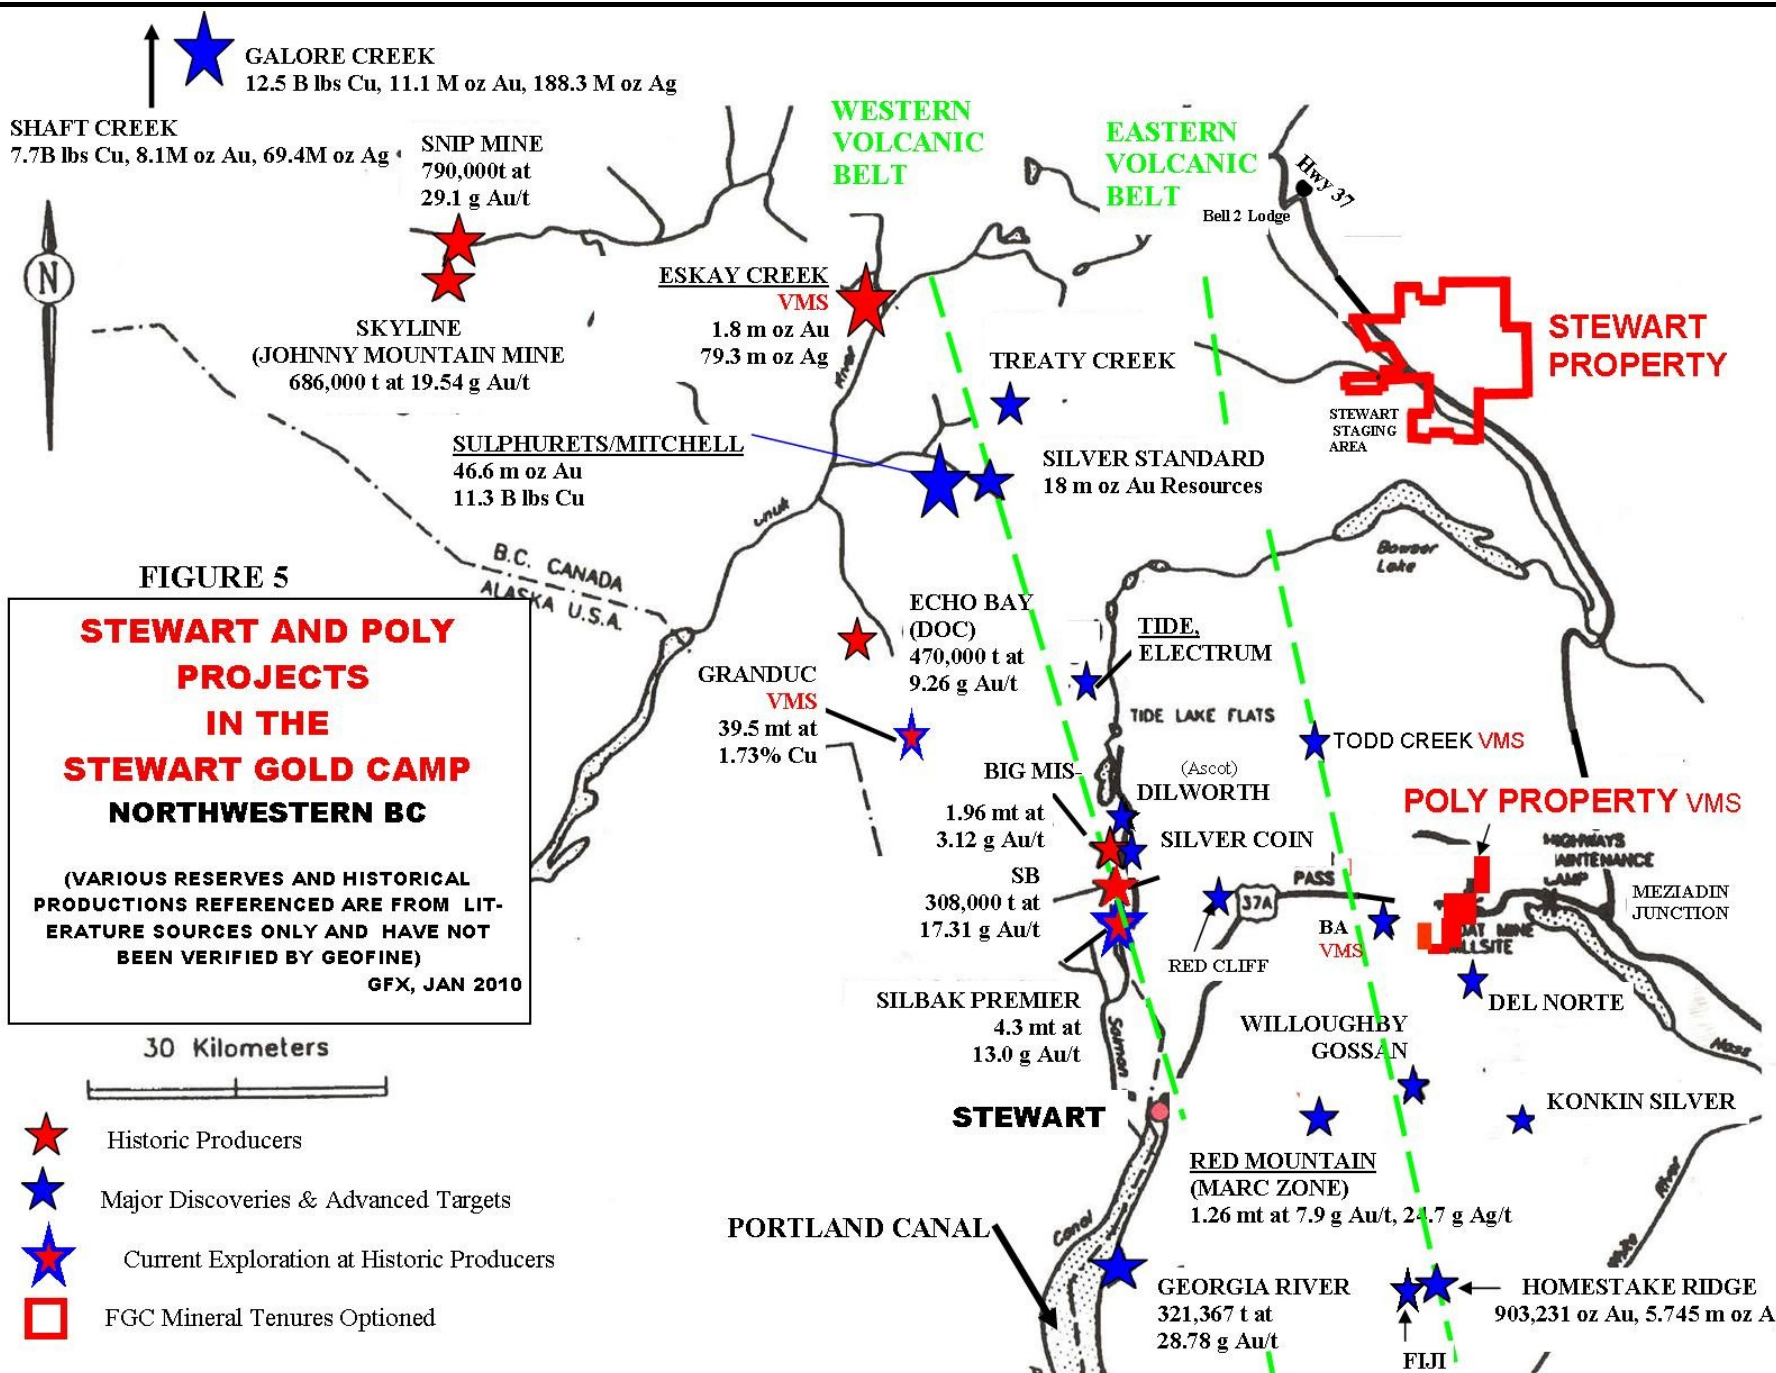 GALORE CREEK
12.5 B lbs Cu, 11.1 M oz Au, 188.3 M oz Ag
SHAFT CREEK
7.7B lbs Cu, 8.1M oz Au, 69.4M oz Ag
SNIP MINE
790,000t at
29.1 g Au/t
WESTERN
VOLCANIC
BELT
EASTERN
VOLCANIC
BELT
Hwy 37
Bell 2 Lodge
N
ESKAY CREEK
VMS
1.8 m oz Au
79.3 m oz Ag
SKYLINE
(JOHNNY MOUNTAIN MINE
686,000 t at 19.54 g Au/t
River
TREATY CREEK
STEWART
PROPERTY
STEWART
STAGING
AREA
SULPHURETS/MITCHELL
46.6 m oz Au
11.3 B lbs Cu
SILVER STANDARD
18 m oz Au Resources
Unuk
Bowser
Lake
B.C. CANADA
ALASKA U.S.A.
FIGURE 5
STEWART AND POLY
PROJECTS
IN THE
STEWART GOLD CAMP
NORTHWESTERN BC
(VARIOUS RESERVES AND HISTORICAL
PRODUCTIONS REFERENCED ARE FROM LIT-
ERATURE SOURCES ONLY AND HAVE NOT
BEEN VERIFIED BY GEOFINE)
GFX, JAN 2010
ECHO BAY
(DOC)
470,000 t at
9.26 g Au/t
TIDE,
ELECTRUM
GRANDUC
VMS
39.5 mt at
1.73% Cu
TIDE LAKE FLATS
TODD CREEK VMS
BIG MIS-
1.96 mt at
3.12 g Au/t
(Ascot)
DILWORTH
POLY PROPERTY VMS
SILVER COIN
HIGHWAYS
MAINTENANCE
CAMP
SB
308,000 t at
17.31 g Au/t
PASS
37A
MEZIADIN
JUNCTION
BA
VMS
RED CLIFF
DEL NORTE
SILBAK PREMIER
4.3 mt at
13.0 g Au/t
Salmon
WILLOUGHBY
GOSSAN
Nass
30 Kilometers
STEWART
KONKIN SILVER
Historic Producers
RED MOUNTAIN
(MARC ZONE)
1.26 mt at 7.9 g Au/t, 24.7 g Ag/t
River
Major Discoveries & Advanced Targets
PORTLAND CANAL
Canal
Current Exploration at Historic Producers
GEORGIA RIVER
321,367 t at
28.78 g Au/t
HOMESTAKE RIDGE
903,231 oz Au, 5.745 m oz A
FGC Mineral Tenures Optioned
FIJI